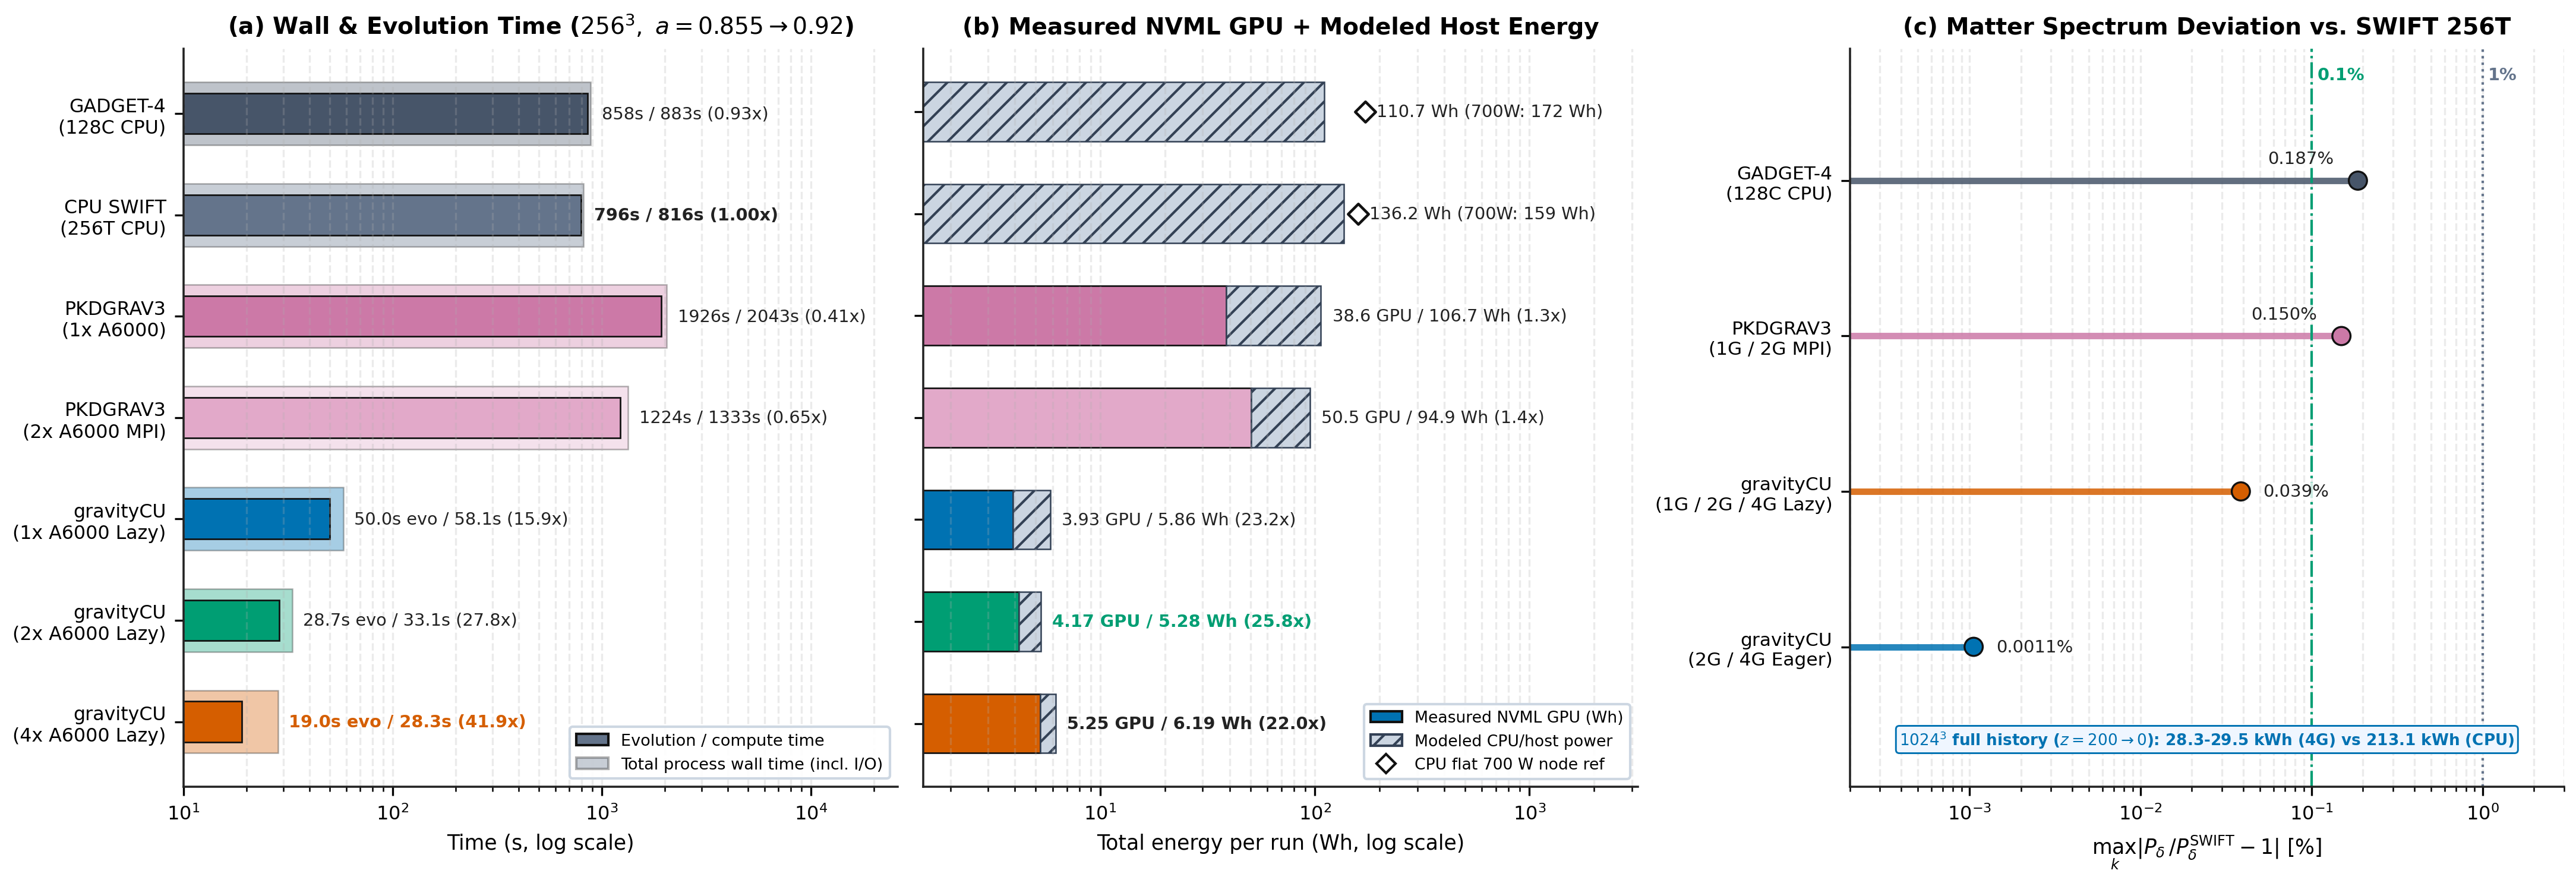 (a) Wall & Evolution Time (256³, a = 0.855 → 0.92)
GADGET-4
(128C CPU)
858s / 883s (0.93x)
CPU SWIFT
(256T CPU)
796s / 816s (1.00x)
PKDGRAV3
(1x A6000)
1926s / 2043s (0.41x)
PKDGRAV3
(2x A6000 MPI)
1224s / 1333s (0.65x)
gravityCU
(1x A6000 Lazy)
50.0s evo / 58.1s (15.9x)
gravityCU
(2x A6000 Lazy)
28.7s evo / 33.1s (27.8x)
gravityCU
(4x A6000 Lazy)
19.0s evo / 28.3s (41.9x)
Evolution / compute time
Total process wall time (incl. I/O)
10¹ 10² 10³ 10⁴
Time (s, log scale)
(b) Measured NVML GPU + Modeled Host Energy
110.7 Wh (700W: 172 Wh)
136.2 Wh (700W: 159 Wh)
38.6 GPU / 106.7 Wh (1.3x)
50.5 GPU / 94.9 Wh (1.4x)
3.93 GPU / 5.86 Wh (23.2x)
4.17 GPU / 5.28 Wh (25.8x)
5.25 GPU / 6.19 Wh (22.0x)
Measured NVML GPU (Wh)
Modeled CPU/host power
CPU flat 700 W node ref
10¹ 10² 10³
Total energy per run (Wh, log scale)
(c) Matter Spectrum Deviation vs. SWIFT 256T
0.1% 1%
GADGET-4
(128C CPU)
0.187%
PKDGRAV3
(1G / 2G MPI)
0.150%
gravityCU
(1G / 2G / 4G Lazy)
0.039%
gravityCU
(2G / 4G Eager)
0.0011%
1024³ full history (z = 200 → 0): 28.3-29.5 kWh (4G) vs 213.1 kWh (CPU)
10⁻³ 10⁻² 10⁻¹ 10⁰
max_k |P_δ / P_δ^SWIFT − 1| [%]